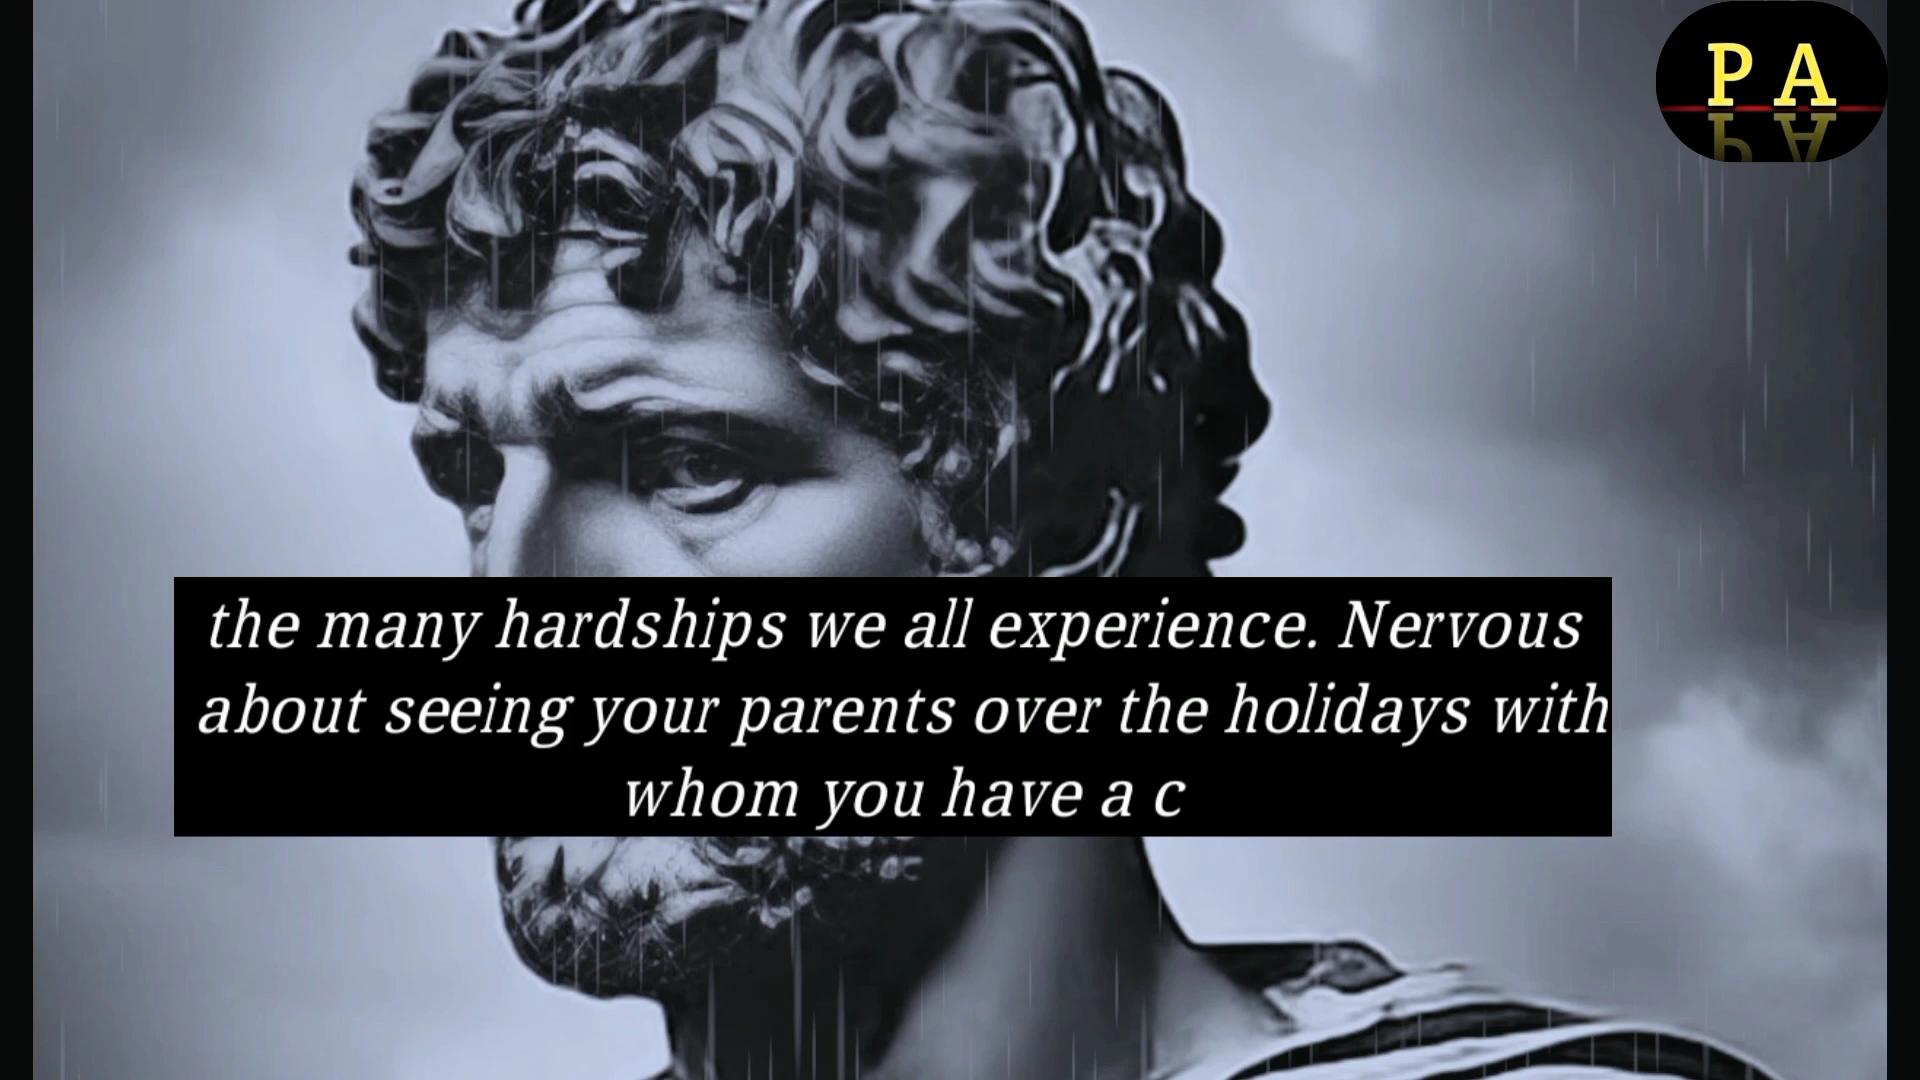 P A
the many hardships we all experience. Nervous
about seeing your parents over the holidays with
whom you have a c